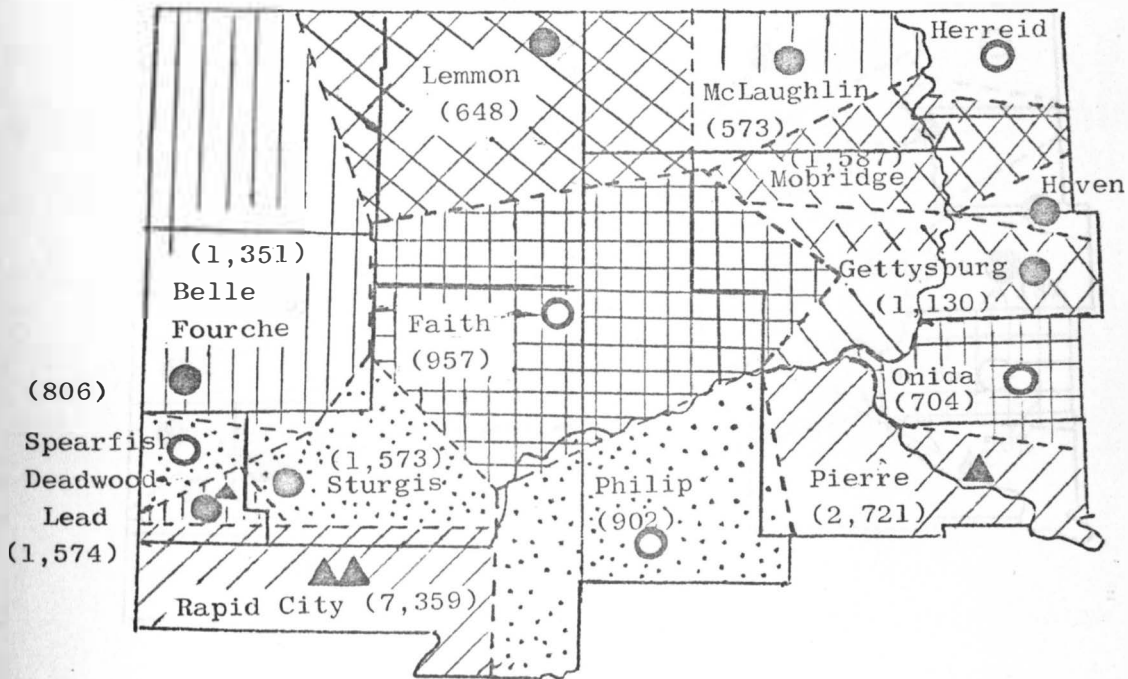 Herreid
Lemmon
(648)
McLaughlin
(573)
(1,587)
Mobridge
Hoven
(1,351)
Belle
Fourche
Gettysburg
(1,130)
Faith
(957)
Onida
(704)
(806)
Spearfish
Deadwood
Lead
(1,574)
(1,573)
Sturgis
Philip
(902)
Pierre
(2,721)
Rapid City (7,359)